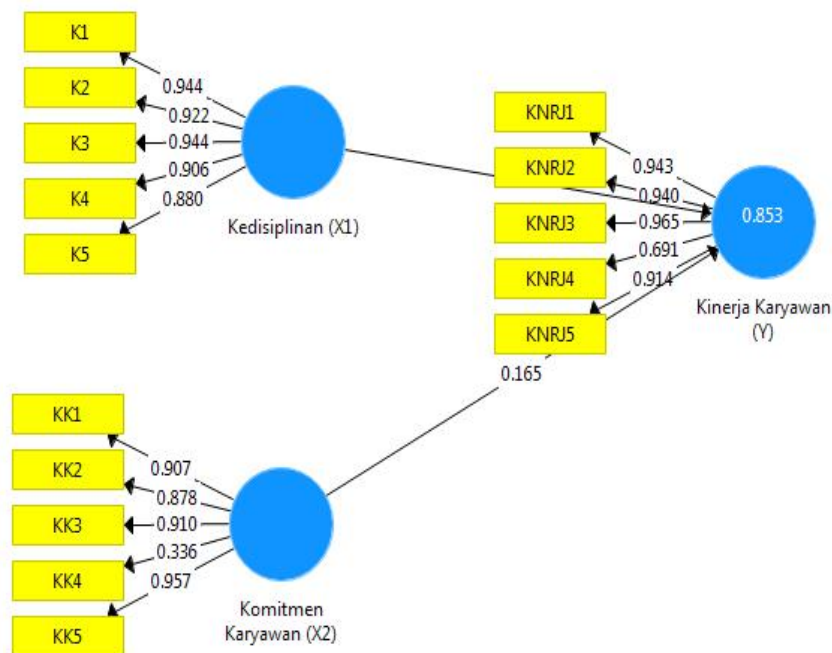 K1
K2
K3
K4
K5
0.944
0.922
0.944
0.906
0.880
Kedisiplinan (X1)
KNRJ1
KNRJ2
KNRJ3
KNRJ4
KNRJ5
0.943
0.940
0.965
0.691
0.914
0.853
Kinerja Karyawan
(Y)
0.165
KK1
KK2
KK3
KK4
KK5
0.907
0.878
0.910
0.336
0.957
Komitmen
Karyawan (X2)